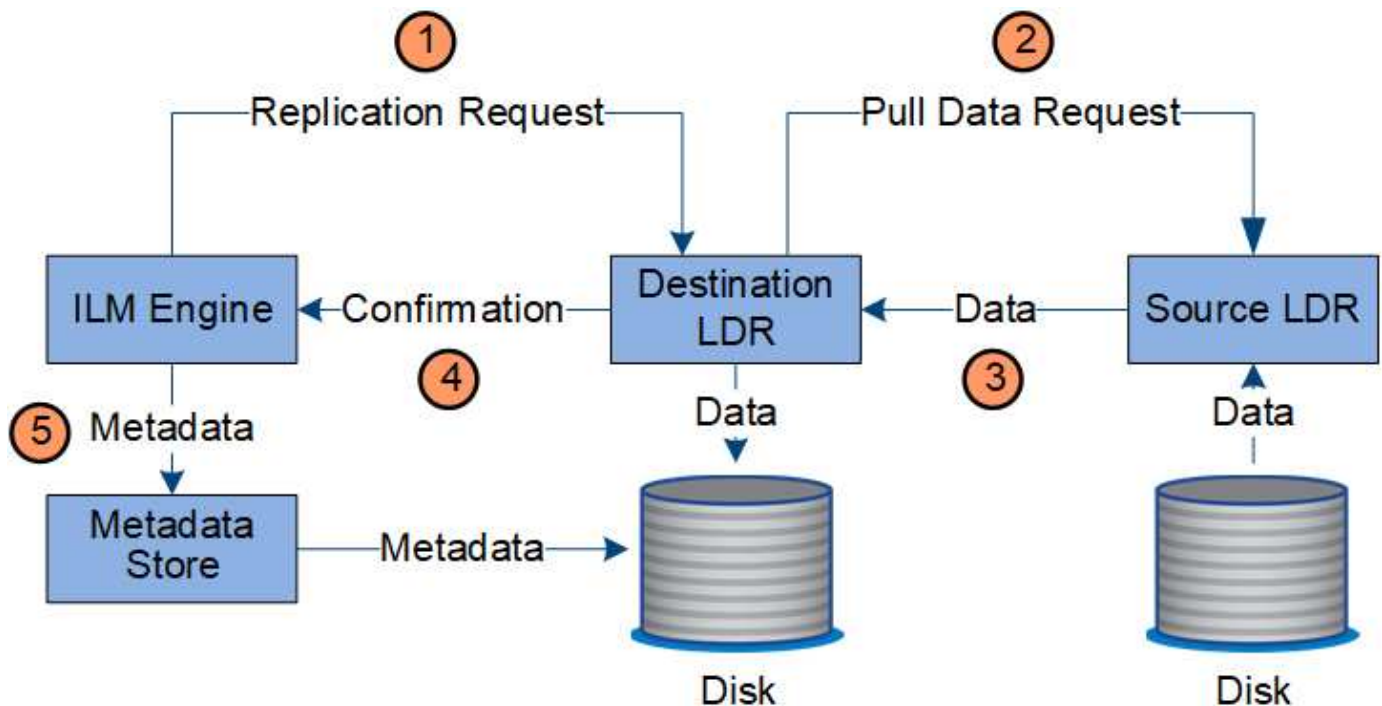 1
2
Replication Request
Pull Data Request
ILM Engine
Confirmation
Destination
LDR
Data
Source LDR
4
3
5
Metadata
Data
Data
Metadata
Store
Metadata
Disk
Disk